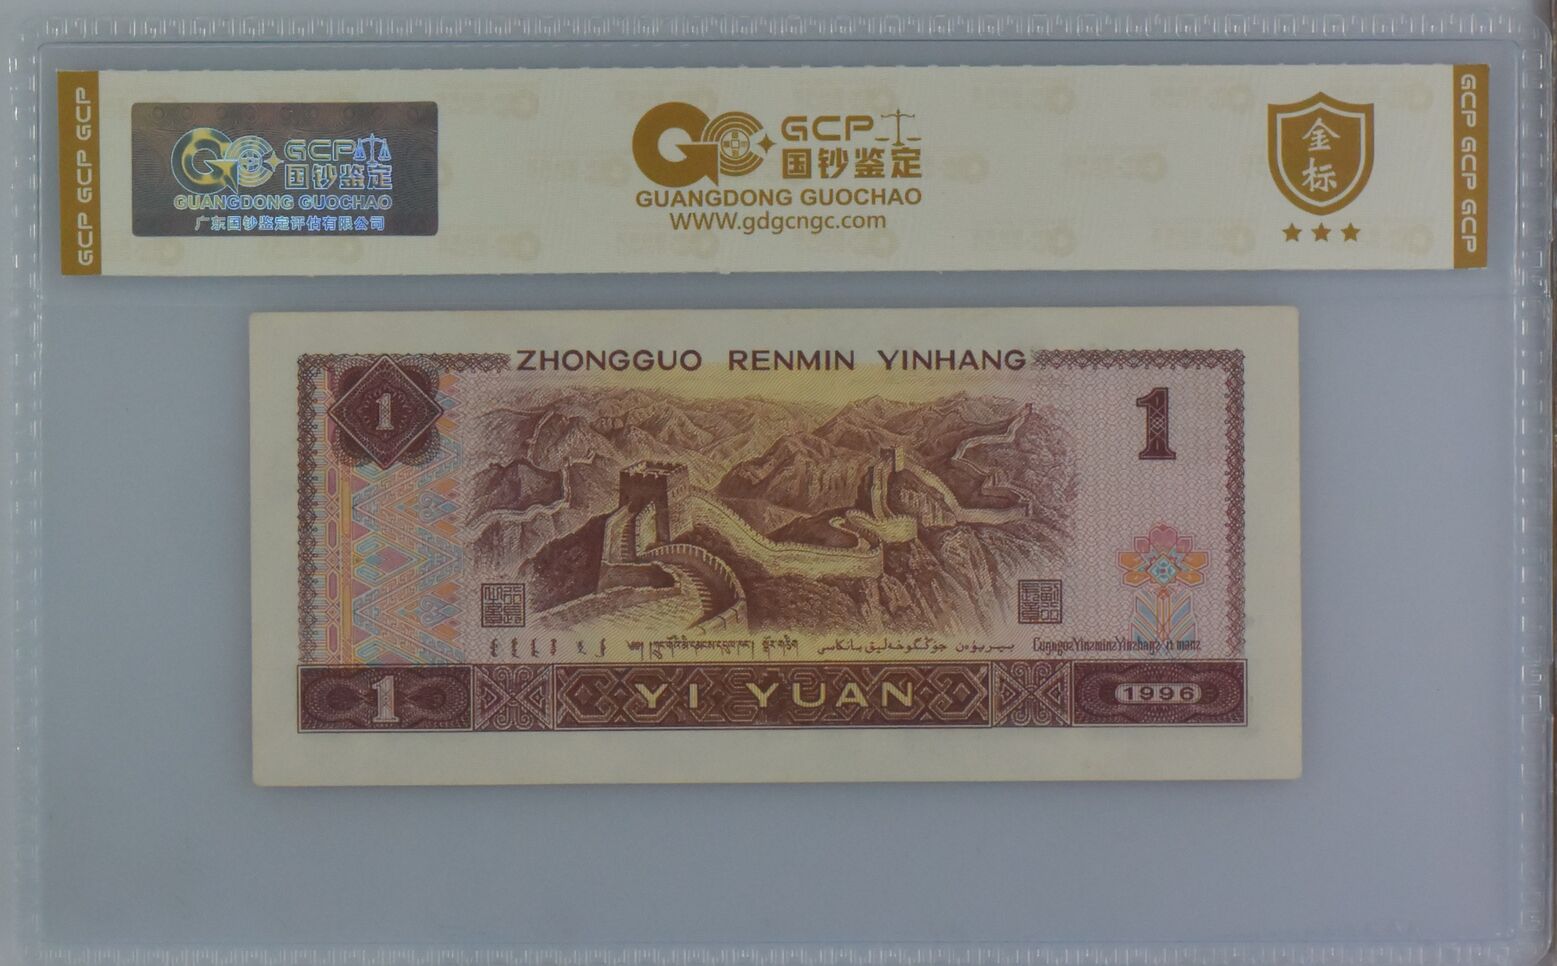 GCP GCP GCP
GCP
国钞鉴定
GUANGDONG GUOCHAO
广东国钞鉴定评估有限公司
GCP
国钞鉴定
GUANGDONG GUOCHAO
WWW.gdgcngc.com
金标
GCP GCP GCP
ZHONGGUO RENMIN YINHANG
1
1
1
YI YUAN
1996